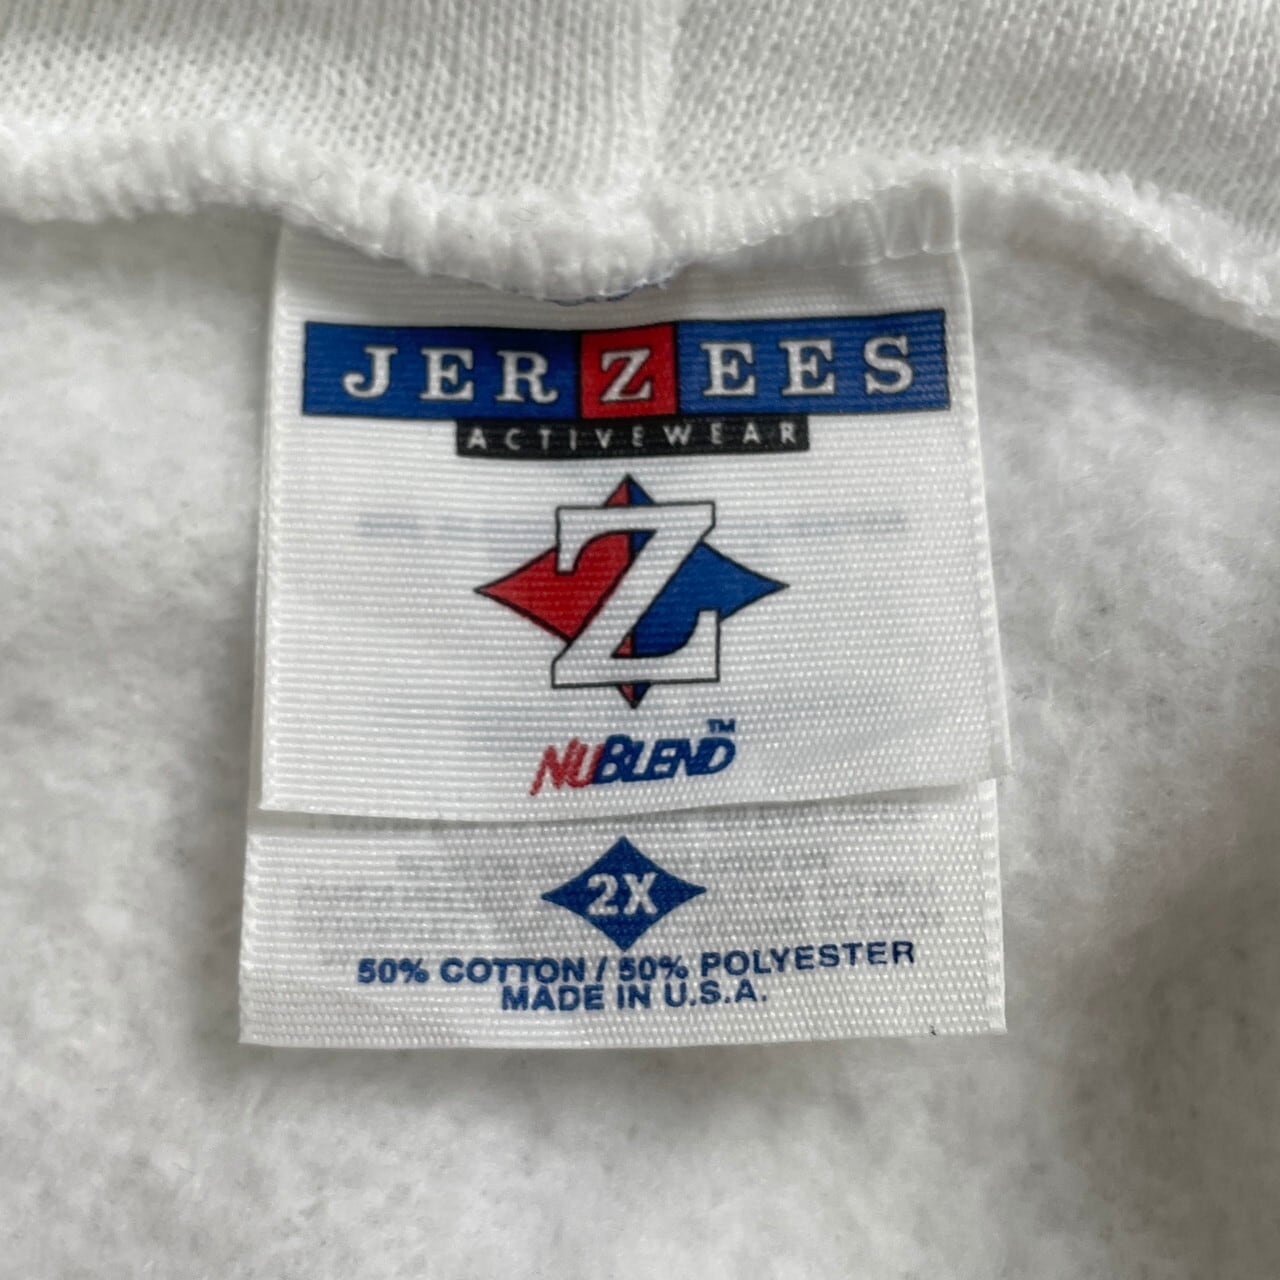 JERZEES
ACTIVEWEAR
Z
NUBLEND™
2X
50% COTTON / 50% POLYESTER
MADE IN U.S.A.